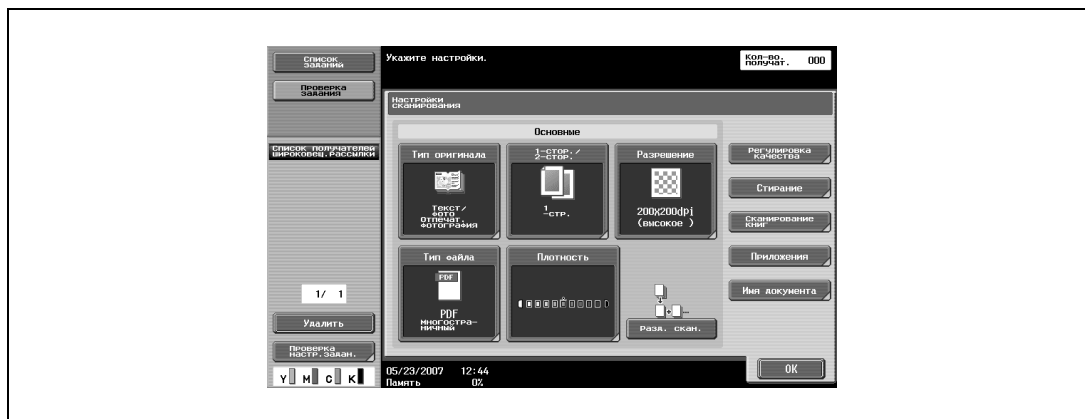 Список
заданий
Проверка
задания
Список получателей
широковещ.рассылки
1/ 1
Удалить
Проверка
настр.задан.
Y M C K
Укажите настройки.
Кол-во.
получат. 000
Настройки
сканирования
Основные
Тип оригинала
Текст/
фото
Отпечат.
фотография
1-стор./
2-стор.
1
-стр.
Разрешение
200X200dpi
(высокое )
Тип файла
PDF
PDF
многостра-
ничный
Плотность
Разд. скан.
Регулировка
качества
Стирание
Сканирование
книг
Приложения
Имя документа
05/23/2007 12:44
Память 0%
OK